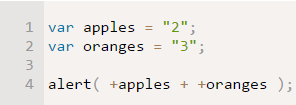 1 var apples = "2";
2 var oranges = "3";
3
4 alert( +apples + +oranges );